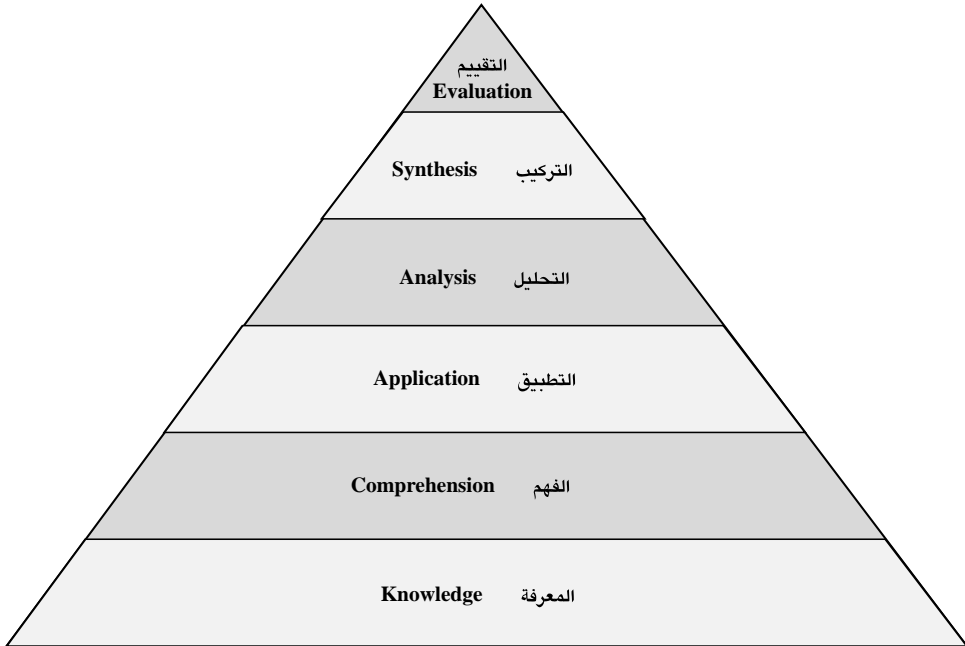 التقييم
Evaluation
Synthesis التركيب
Analysis التحليل
Application التطبيق
Comprehension الفهم
Knowledge المعرفة